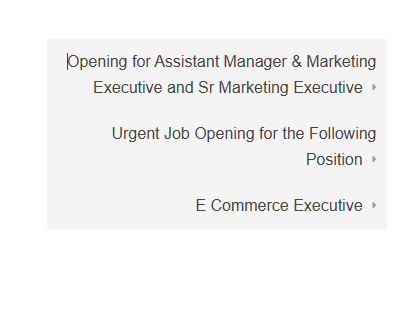 Opening for Assistant Manager & Marketing
Executive and Sr Marketing Executive
Urgent Job Opening for the Following
Position
E Commerce Executive